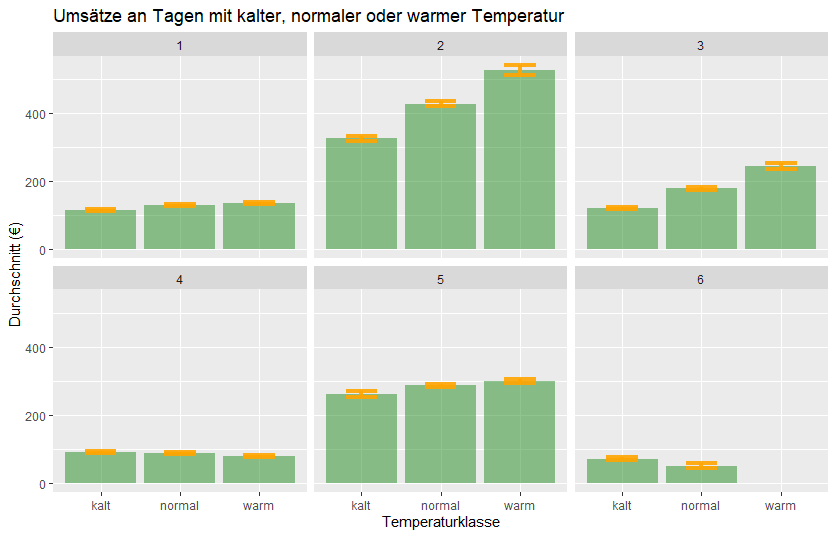 Umsätze an Tagen mit kalter, normaler oder warmer Temperatur
1 2 3
400
200
0
Durchschnitt (€)
4 5 6
400
200
0
kalt normal warm kalt normal warm kalt normal warm
Temperaturklasse